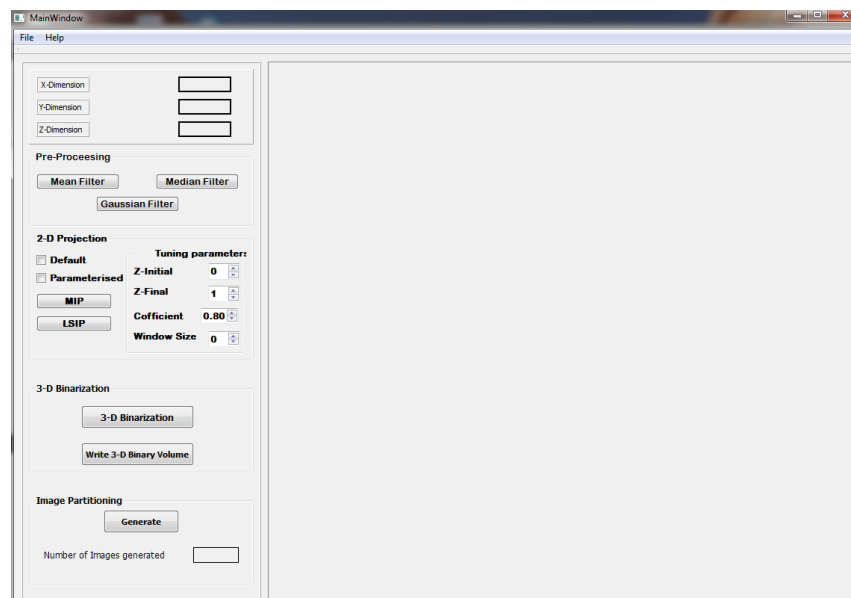 MainWindow
File Help
X-Dimension
Y-Dimension
Z-Dimension
Pre-Proceesing
Mean Filter Median Filter
Gaussian Filter
2-D Projection
Default
Parameterised
MIP
LSIP
Tuning parameters
Z-Initial 0
Z-Final 1
Cofficient 0.80
Window Size 0
3-D Binarization
3-D Binarization
Write 3-D Binary Volume
Image Partitioning
Generate
Number of Images generated